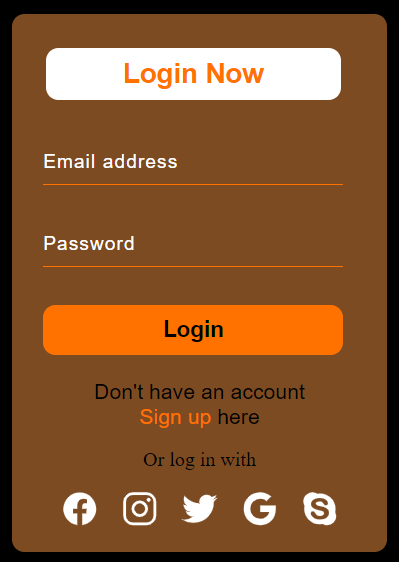 Login Now
Email address
Password
Login
Don't have an account
Sign up here
Or log in with